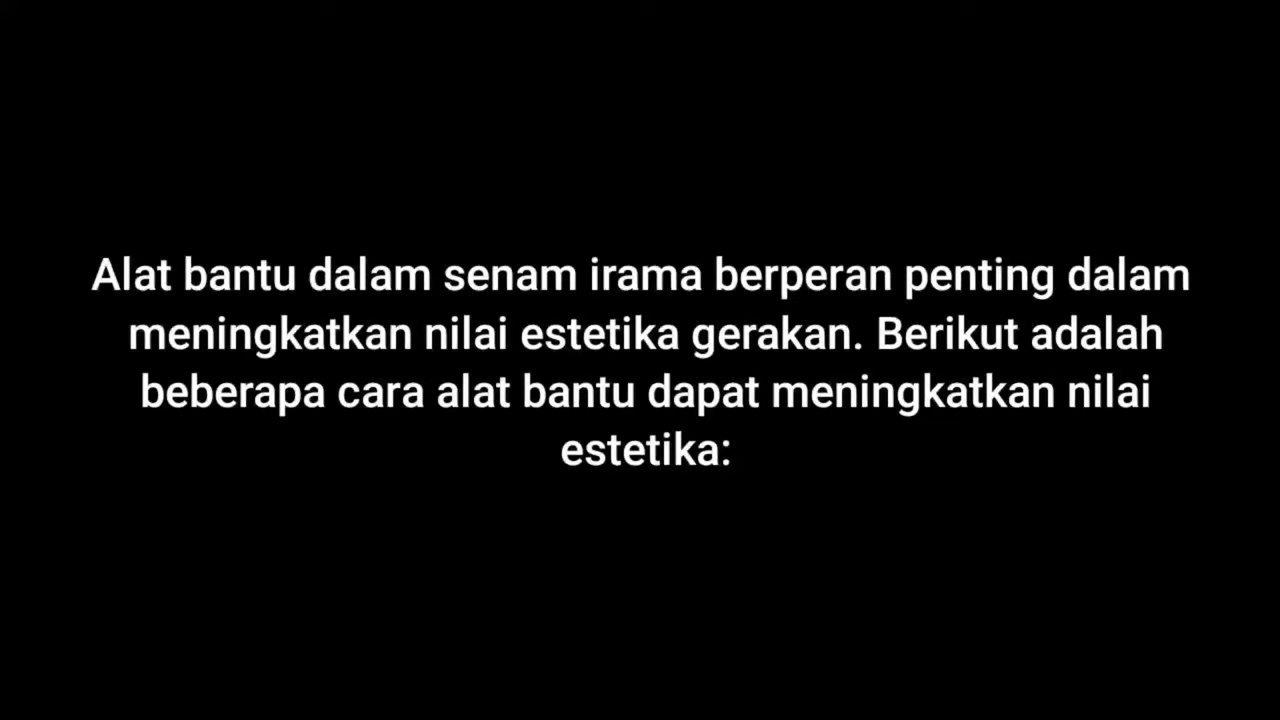 Alat bantu dalam senam irama berperan penting dalam
meningkatkan nilai estetika gerakan. Berikut adalah
beberapa cara alat bantu dapat meningkatkan nilai
estetika: